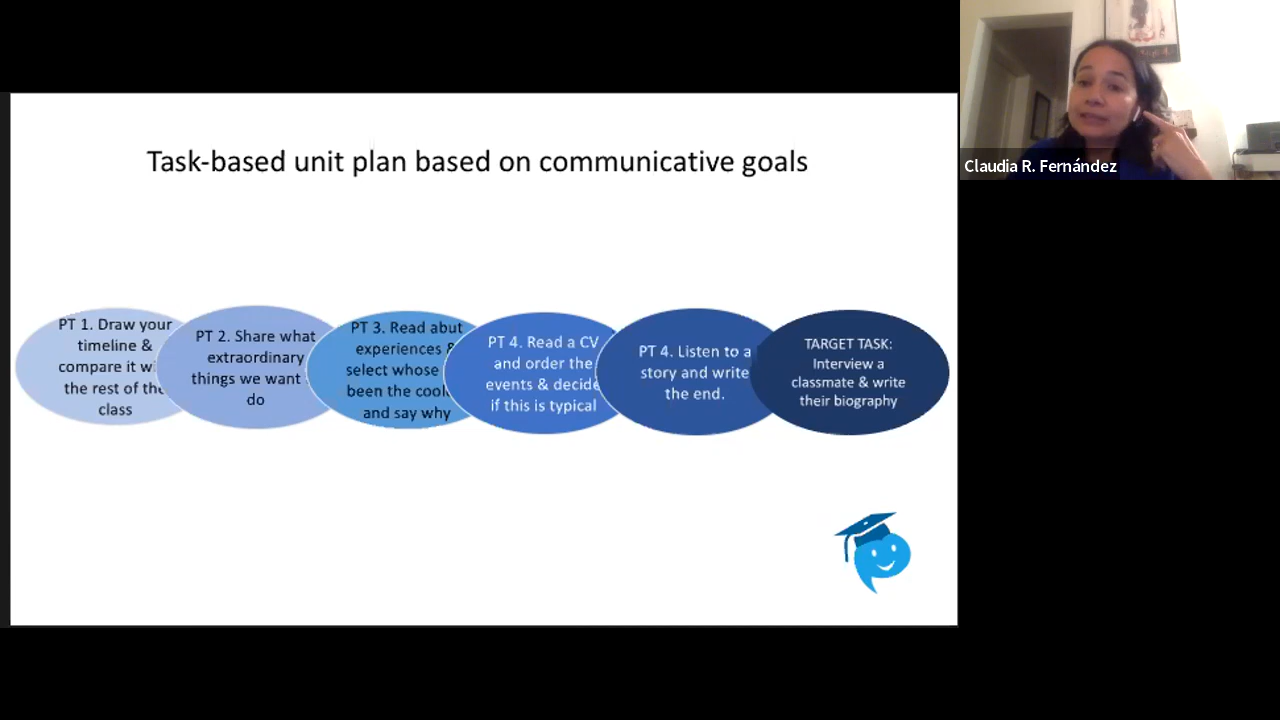 Claudia R. Fernández
Task-based unit plan based on communicative goals
PT 1. Draw your
timeline &
compare it
the rest of the
class
PT 2. Share what
extraordinary
things we want
do
PT 3. Read abut
experiences &
select whose
been the
and say why
PT 4. Read a CV
and order the
events & decide
if this is typical
PT 4. Listen to a
story and write
the end.
TARGET TASK:
Interview a
classmate & write
their biography